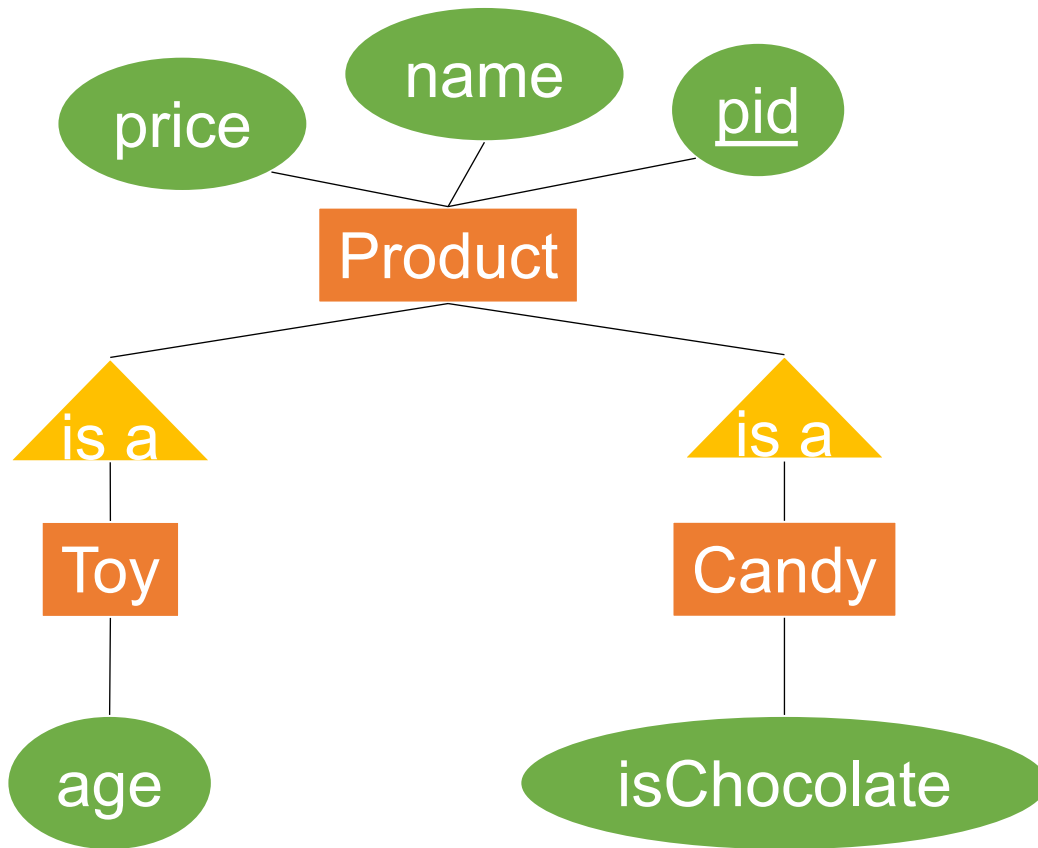 price
name
pid
Product
is a
is a
Toy
Candy
age
isChocolate